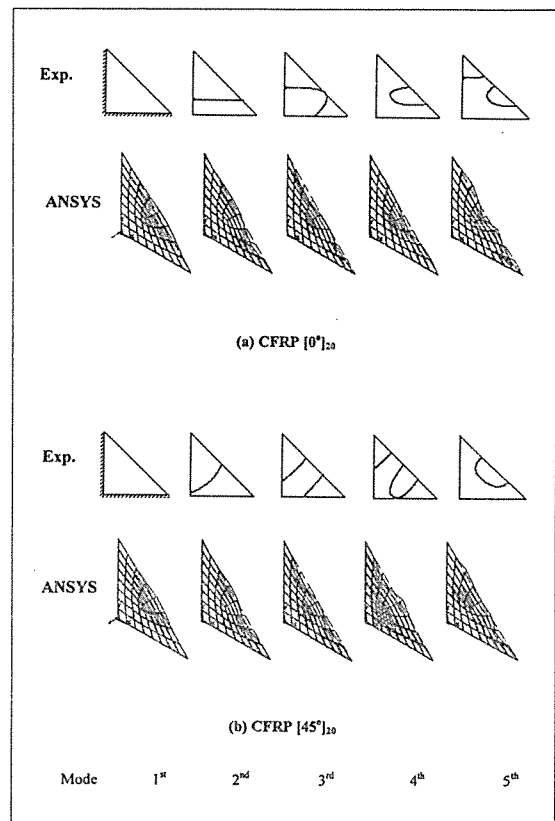 Exp.
ANSYS
(a) CFRP [0°]₂₀
Exp.
ANSYS
(b) CFRP [45°]₂₀
Mode 1ˢᵗ 2ⁿᵈ 3ʳᵈ 4ᵗʰ 5ᵗʰ